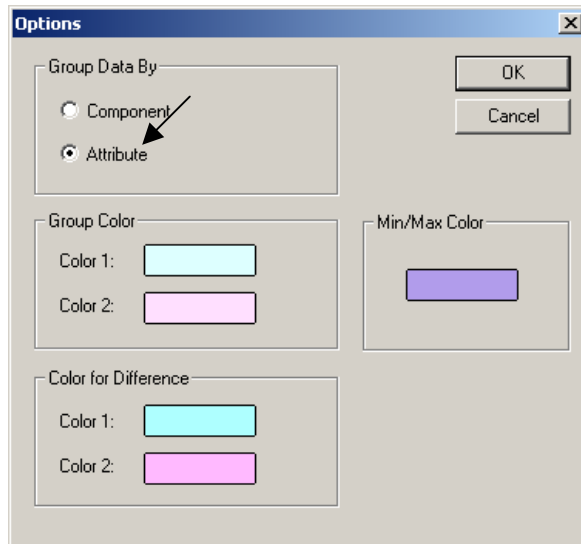 Options
Group Data By
Component
Attribute
OK
Cancel
Group Color
Color 1:
Color 2:
Min/Max Color
Color for Difference
Color 1:
Color 2: